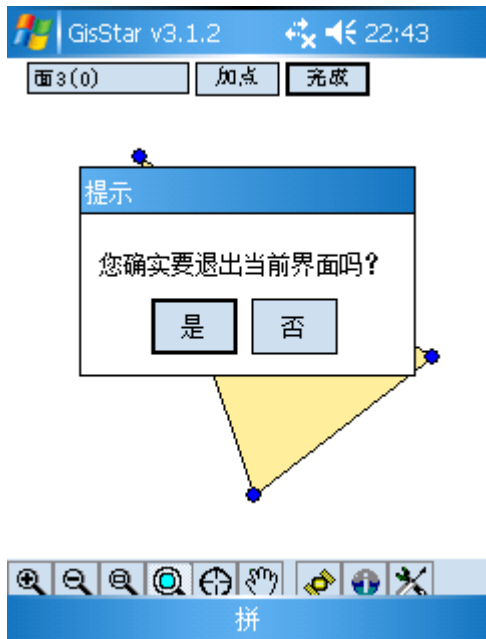 GisStar v3.1.2 22:43
面3(0) 加点 完成
提示
您确实要退出当前界面吗?
是 否
拼